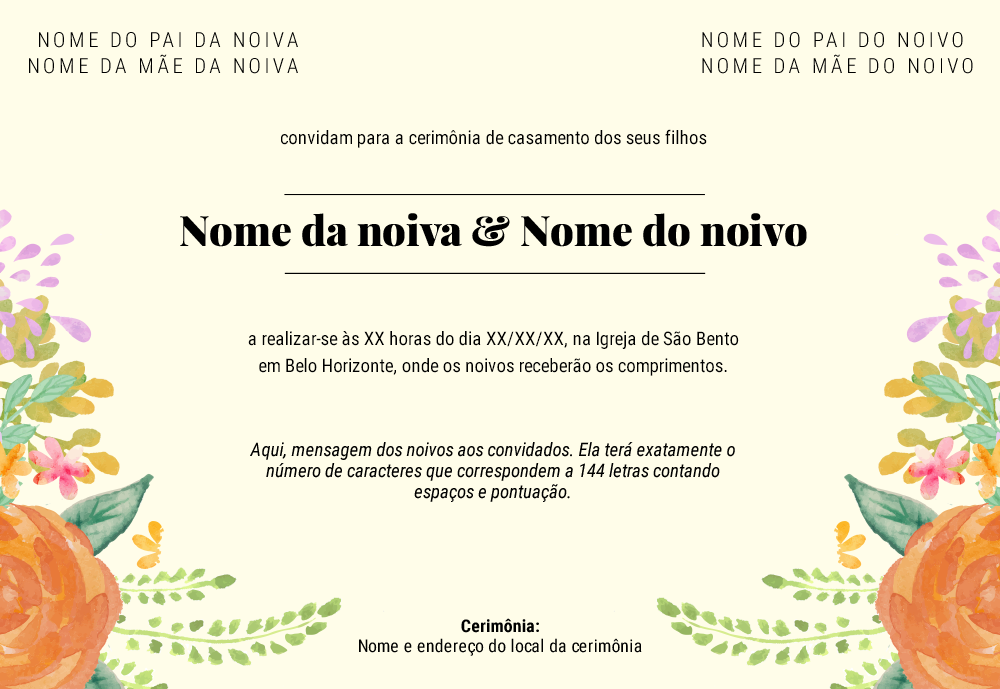 NOME DO PAI DA NOIVA
NOME DA MÃE DA NOIVA
NOME DO PAI DO NOIVO
NOME DA MÃE DO NOIVO
convidam para a cerimônia de casamento dos seus filhos
Nome da noiva & Nome do noivo
a realizar-se às XX horas do dia XX/XX/XX, na Igreja de São Bento
em Belo Horizonte, onde os noivos receberão os comprimentos.
Aqui, mensagem dos noivos aos convidados. Ela terá exatamente o
número de caracteres que correspondem a 144 letras contando
espaços e pontuação.
Cerimônia:
Nome e endereço do local da cerimônia